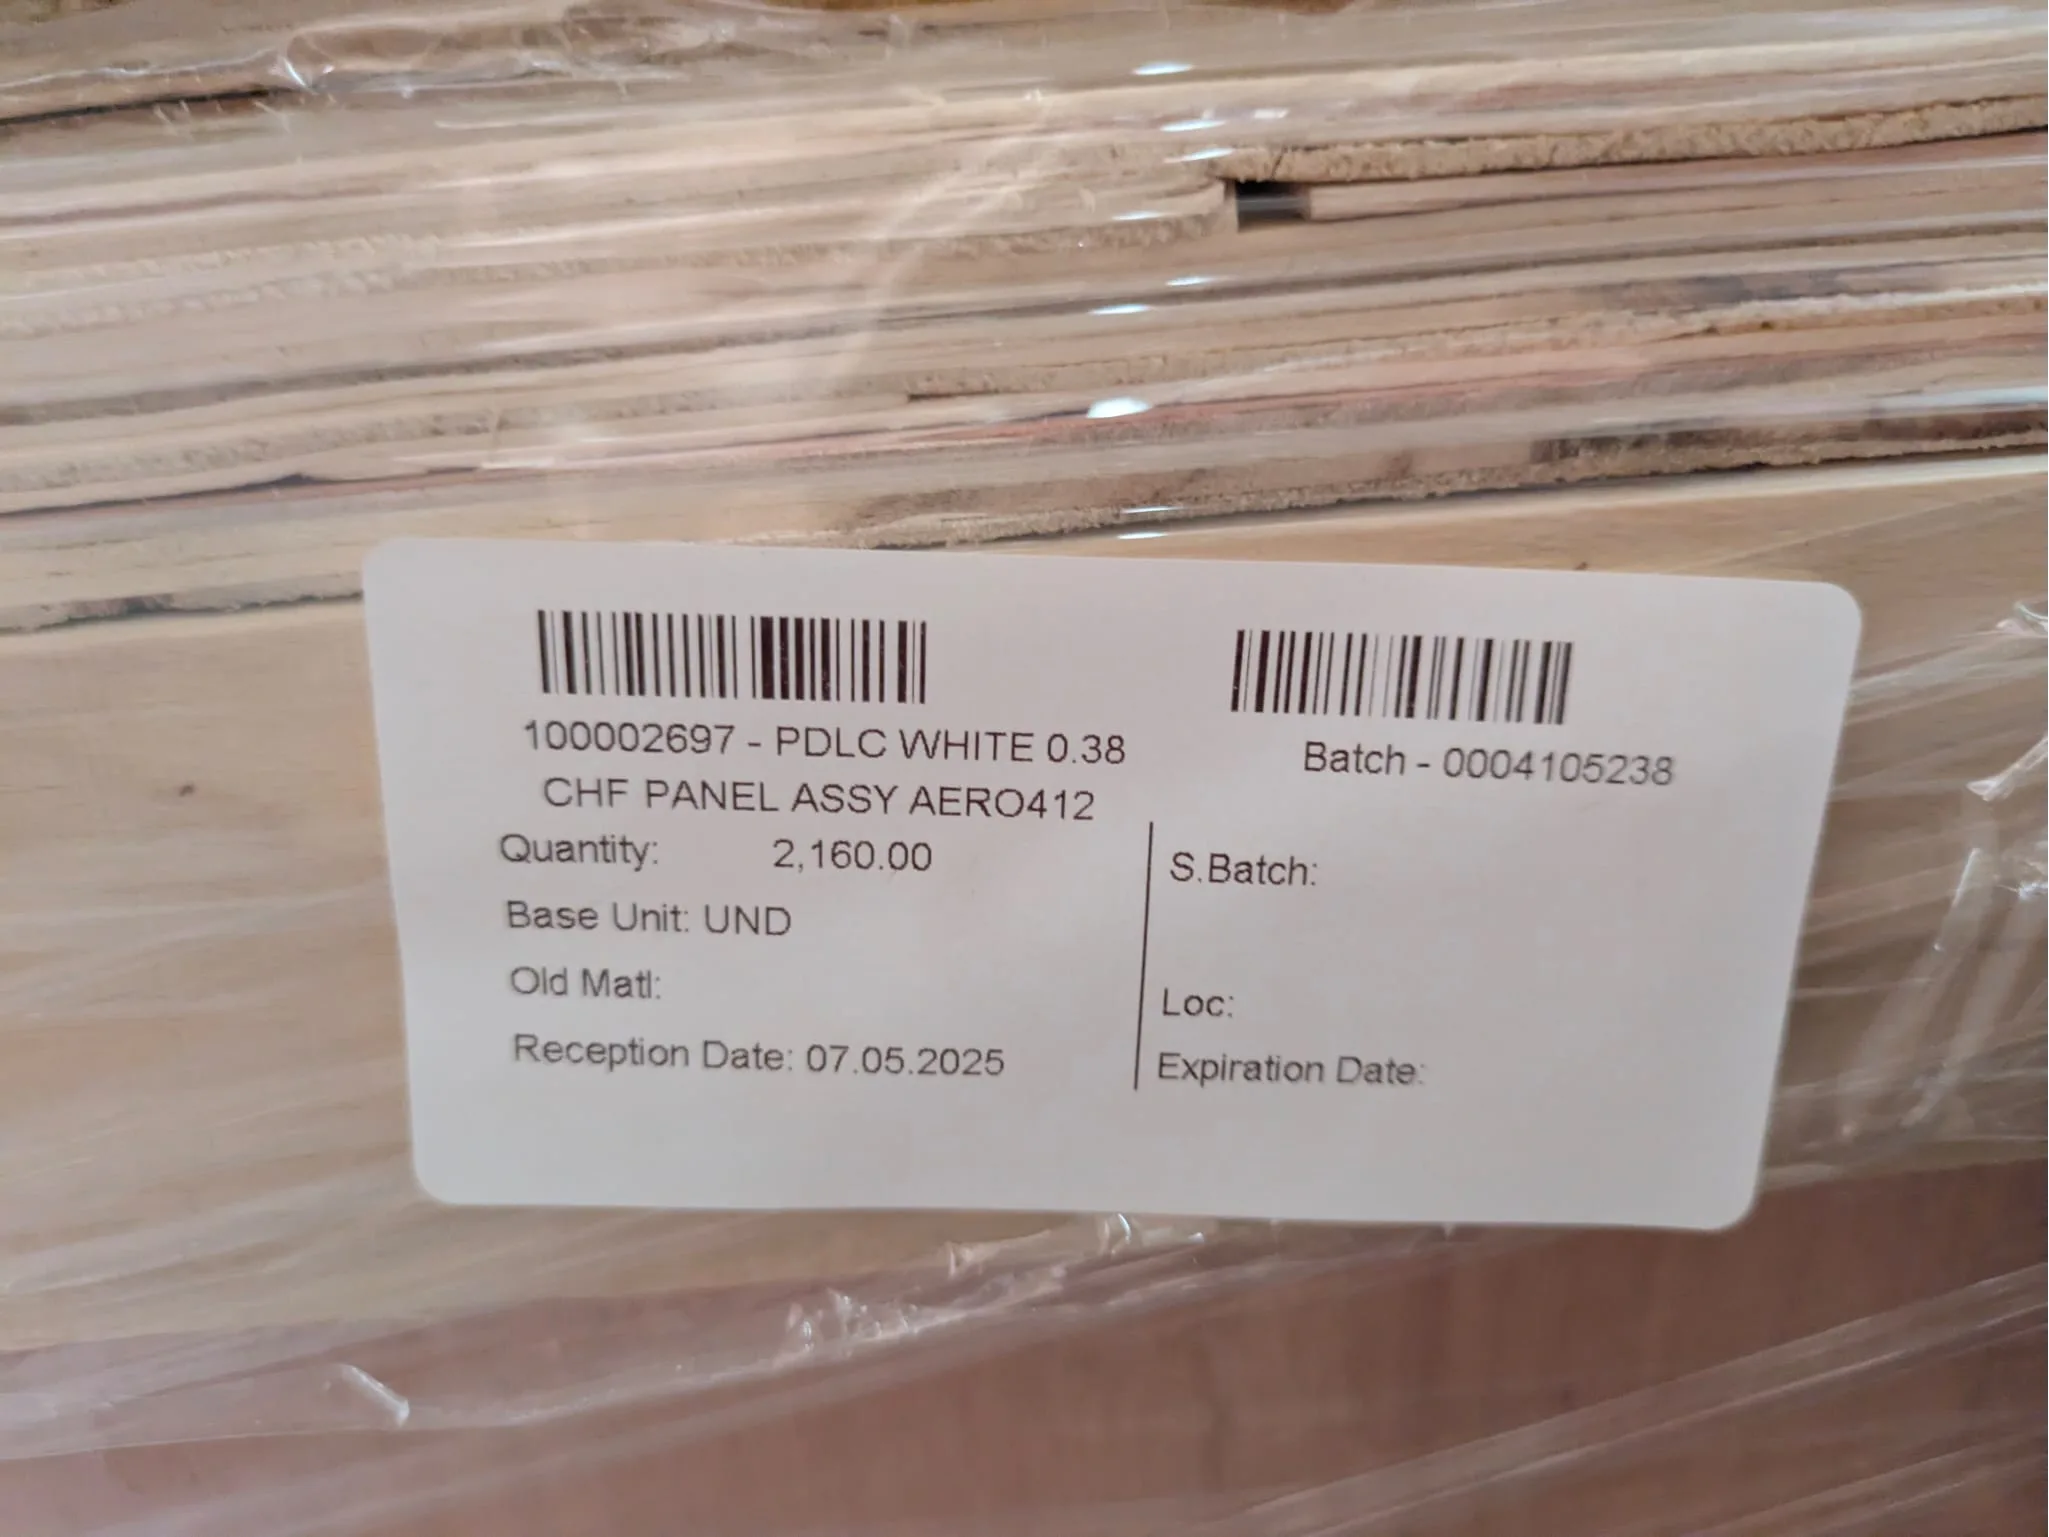 100002697 - PDLC WHITE 0.38
CHF PANEL ASSY AERO412
Batch - 0004105238
Quantity: 2,160.00
Base Unit: UND
Old Matl:
Reception Date: 07.05.2025
S.Batch:
Loc:
Expiration Date: